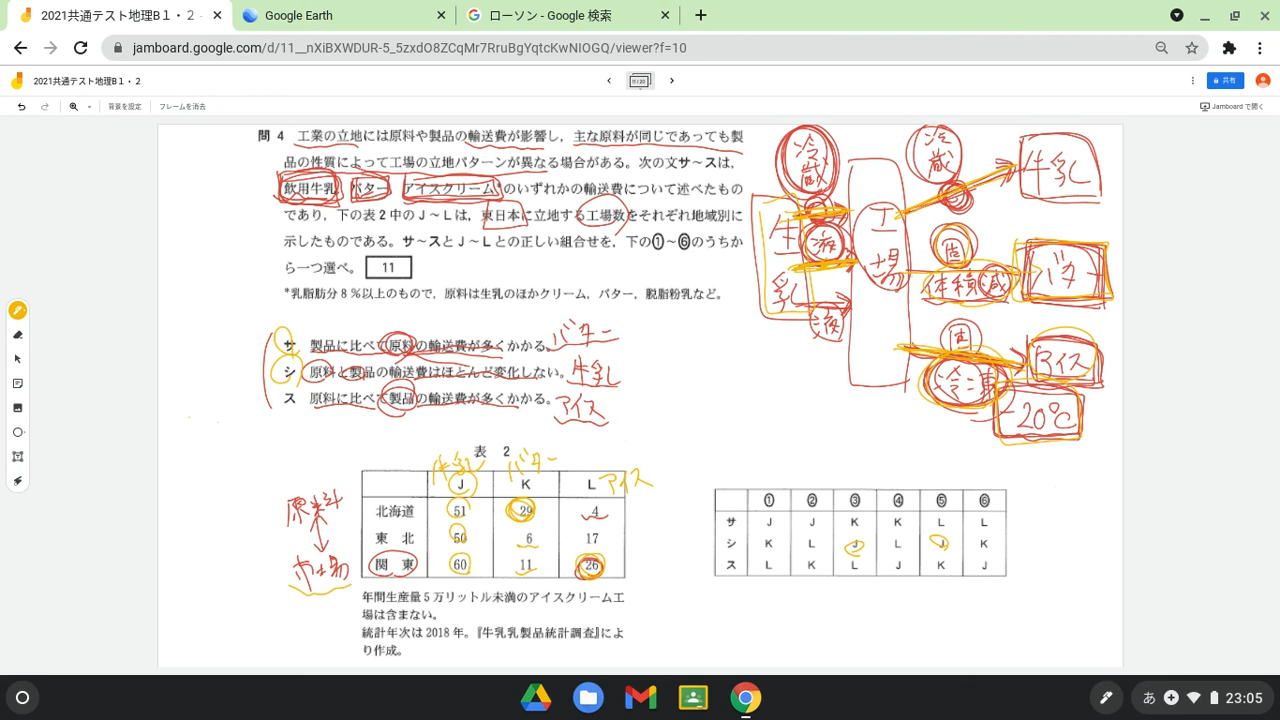 2021共通テスト地理B1・2 -
Google Earth
ローソン - Google 検索
jamboard.google.com/d/11__nXiBXWDUR-5_5zxdO8ZCqMr7RruBgYqtcKwNIOGQ/viewer?f=10
2021共通テスト地理B１・２
11/20
共有
背景を設定
フレームを消去
Jamboard で開く
問 4 工業の立地には原料や製品の輸送費が影響し，主な原料が同じであっても製
品の性質によって工場の立地パターンが異なる場合がある。次の文サ～スは，
飲用牛乳，バター，アイスクリーム*のいずれかの輸送費について述べたもの
であり，下の表2中のJ～Lは，東日本に立地する工場数をそれぞれ地域別に
示したものである。サ～スとJ～Lとの正しい組合せを，下の①～⑥のうちか
ら一つ選べ。 11
*乳脂肪分8％以上のもので，原料は生乳のほかクリーム，バター，脱脂粉乳など。
サ 製品に比べて原料の輸送費が多くかかる。バター
シ 原料と製品の輸送費はほとんど変化しない。牛乳
ス 原料に比べて製品の輸送費が多くかかる。アイス
冷蔵
冷蔵
牛乳
生乳
液
液
工場
固
体積減
バター
固
冷凍
アイス
-20℃
表 2
牛乳 バター アイス
J K L
北海道 51 29 4
東 北 50 6 17
関 東 60 11 26
原料
市場
年間生産量5万リットル未満のアイスクリーム工
場は含まない。
統計年次は2018年。『牛乳乳製品統計調査』によ
り作成。
① ② ③ ④ ⑤ ⑥
サ J J K K L L
シ K L J L J K
ス L K L J K J
あ 23:05